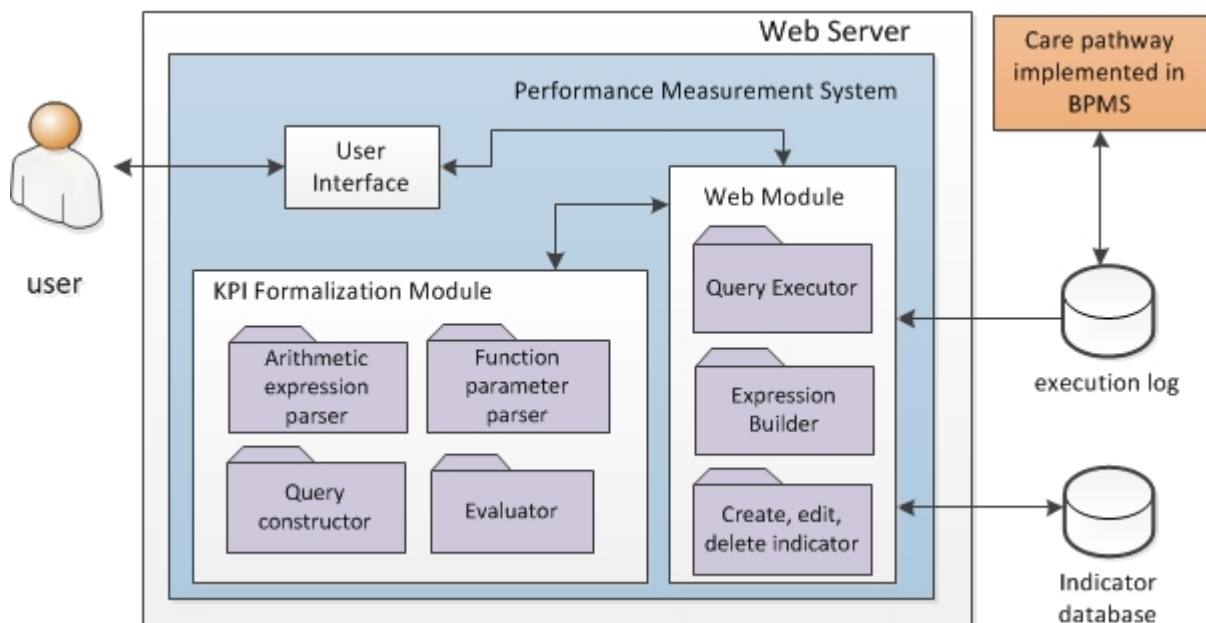 Web Server
Performance Measurement System
Care pathway
implemented in
BPMS
User
Interface
user
Web Module
Query Executor
Expression
Builder
Create, edit,
delete indicator
KPI Formalization Module
Arithmetic
expression
parser
Function
parameter
parser
Query
constructor
Evaluator
execution log
Indicator
database